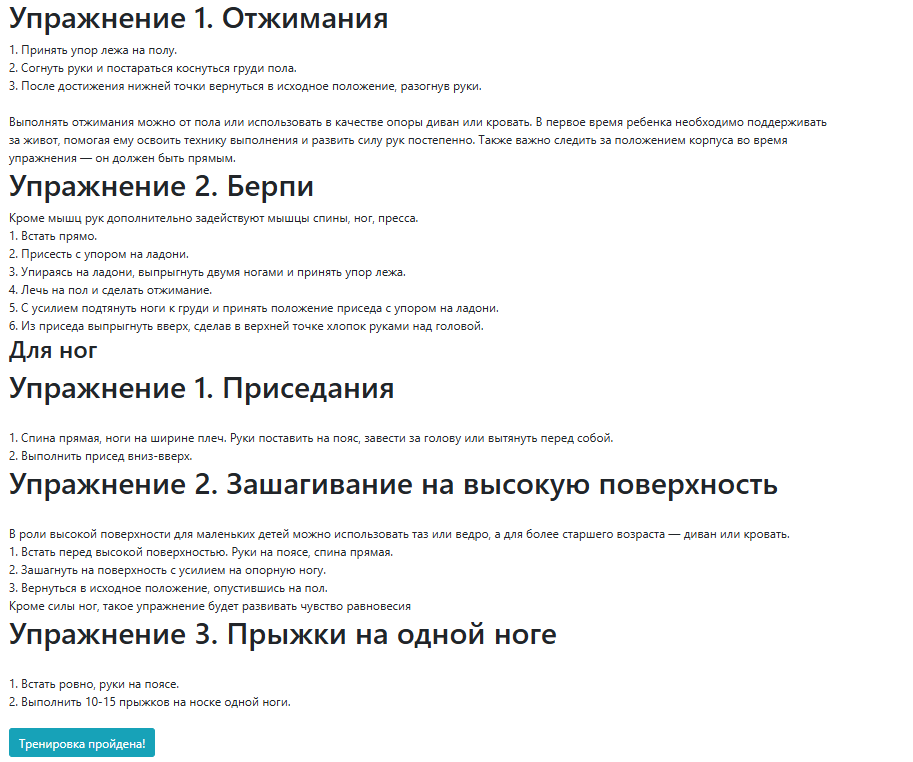 Упражнение 1. Отжимания
1. Принять упор лежа на полу.
2. Согнуть руки и постараться коснуться груди пола.
3. После достижения нижней точки вернуться в исходное положение, разогнув руки.
Выполнять отжимания можно от пола или использовать в качестве опоры диван или кровать. В первое время ребенка необходимо поддерживать
за живот, помогая ему освоить технику выполнения и развить силу рук постепенно. Также важно следить за положением корпуса во время
упражнения — он должен быть прямым.
Упражнение 2. Берпи
Кроме мышц рук дополнительно задействуют мышцы спины, ног, пресса.
1. Встать прямо.
2. Присесть с упором на ладони.
3. Упираясь на ладони, выпрыгнуть двумя ногами и принять упор лежа.
4. Лечь на пол и сделать отжимание.
5. С усилием подтянуть ноги к груди и принять положение приседа с упором на ладони.
6. Из приседа выпрыгнуть вверх, сделав в верхней точке хлопок руками над головой.
Для ног
Упражнение 1. Приседания
1. Спина прямая, ноги на ширине плеч. Руки поставить на пояс, завести за голову или вытянуть перед собой.
2. Выполнить присед вниз-вверх.
Упражнение 2. Зашагивание на высокую поверхность
В роли высокой поверхности для маленьких детей можно использовать таз или ведро, а для более старшего возраста — диван или кровать.
1. Встать перед высокой поверхностью. Руки на поясе, спина прямая.
2. Зашагнуть на поверхность с усилием на опорную ногу.
3. Вернуться в исходное положение, опустившись на пол.
Кроме силы ног, такое упражнение будет развивать чувство равновесия
Упражнение 3. Прыжки на одной ноге
1. Встать ровно, руки на поясе.
2. Выполнить 10-15 прыжков на носке одной ноги.
Тренировка пройдена!